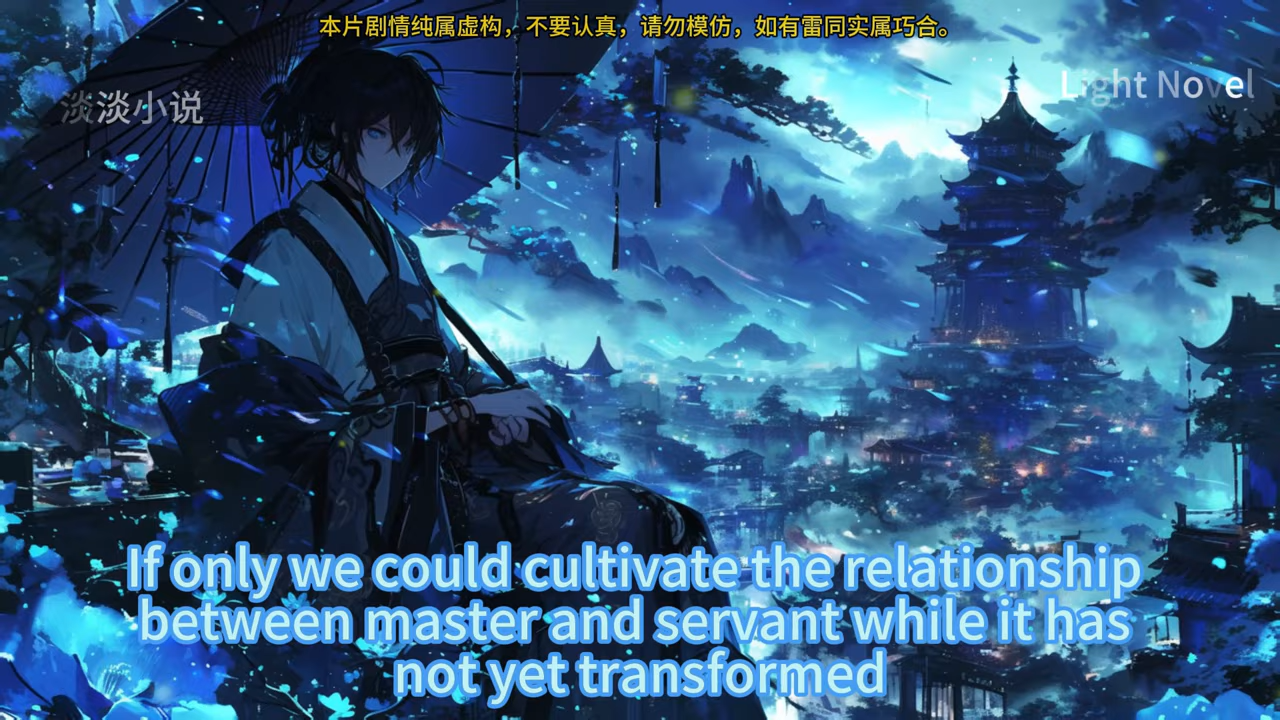 本片剧情纯属虚构，不要认真，请勿模仿，如有雷同实属巧合。
淡淡小说
Light Novel
If only we could cultivate the relationship
between master and servant while it has
not yet transformed